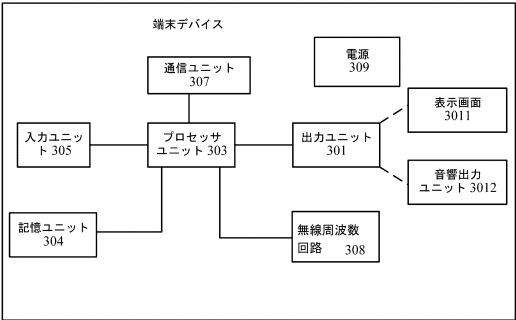 端末デバイス
通信ユニット
307
電源
309
表示画面
3011
入力ユニッ
ト 305
プロセッサ
ユニット 303
出力ユニット
301
音響出力
ユニット 3012
記憶ユニット
304
無線周波数
回路 308